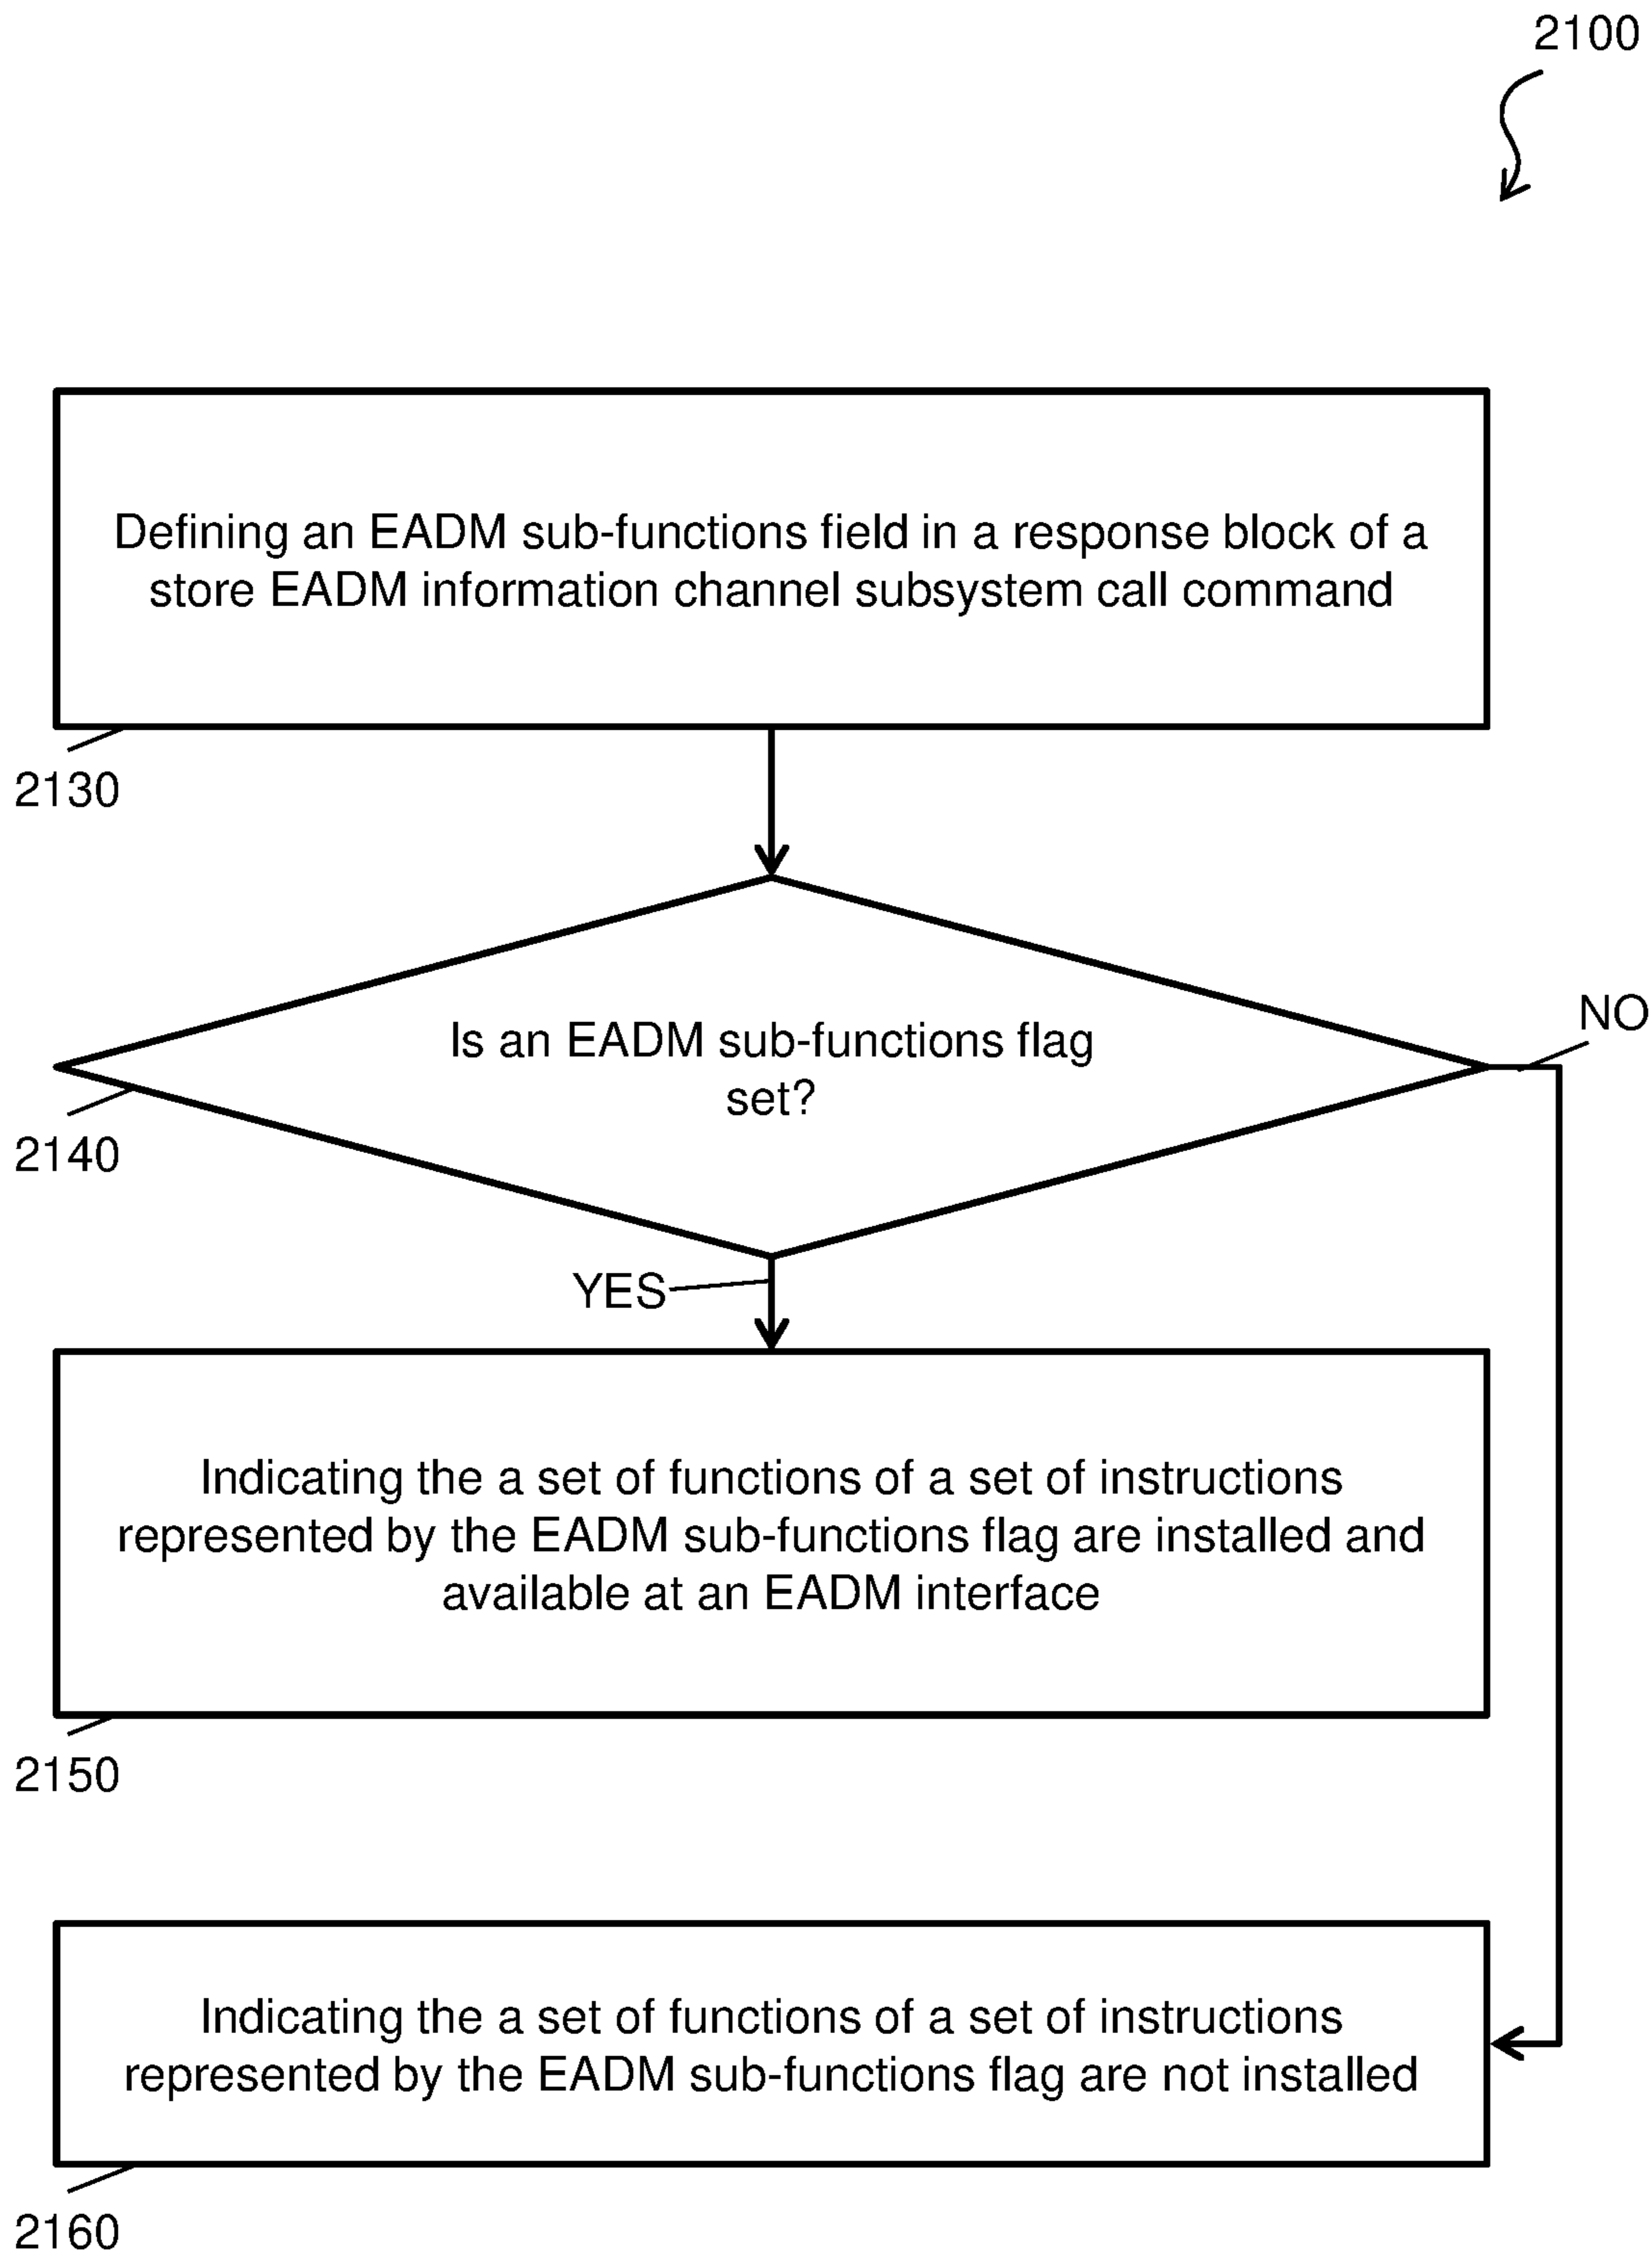 2100
Defining an EADM sub-functions field in a response block of a
store EADM information channel subsystem call command
2130
Is an EADM sub-functions flag
set?
NO
2140
YES
Indicating the a set of functions of a set of instructions
represented by the EADM sub-functions flag are installed and
available at an EADM interface
2150
Indicating the a set of functions of a set of instructions
represented by the EADM sub-functions flag are not installed
2160